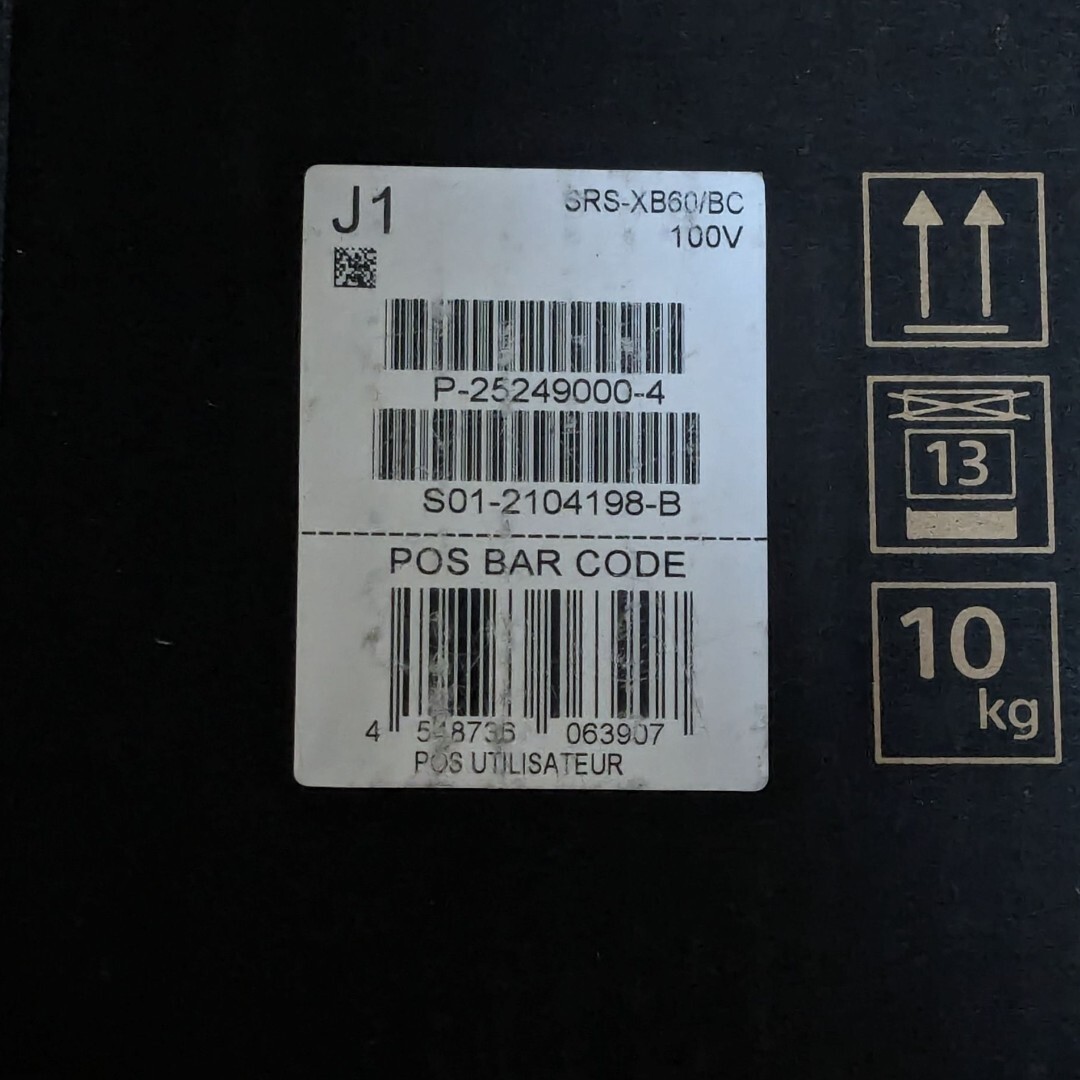 J1
SRS-XB60/BC
100V
P-25249000-4
S01-2104198-B
POS BAR CODE
4 548736 063907
POS UTILISATEUR
13
10
kg